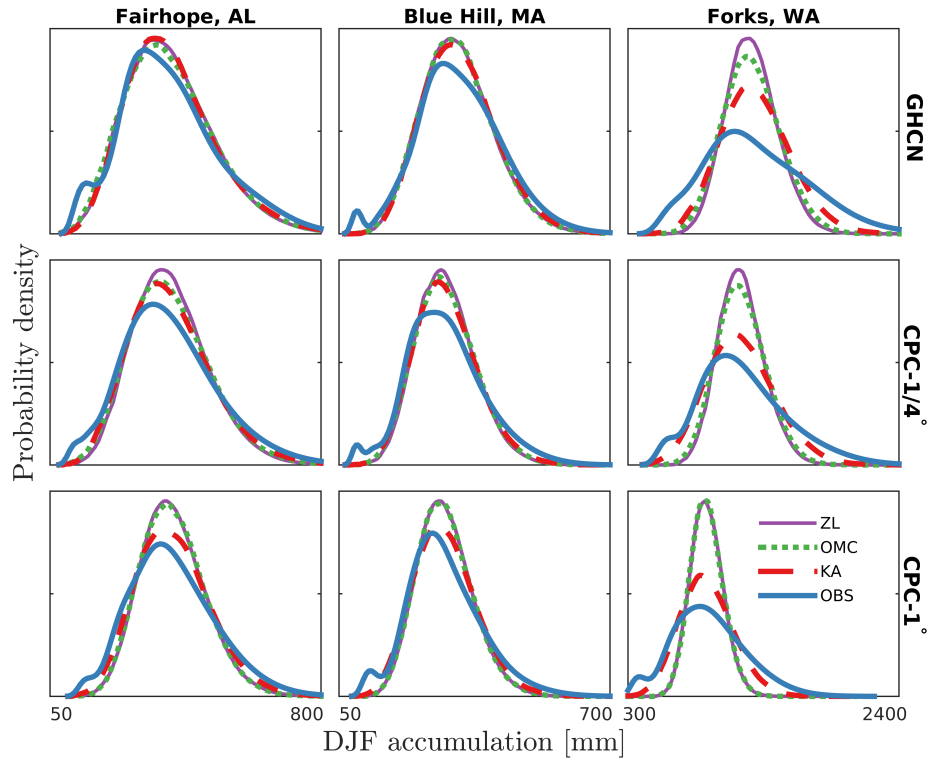 Fairhope, AL
Blue Hill, MA
Forks, WA
GHCN
CPC-1/4°
CPC-1°
Probability density
ZL
OMC
KA
OBS
50
800
50
700
300
2400
DJF accumulation [mm]